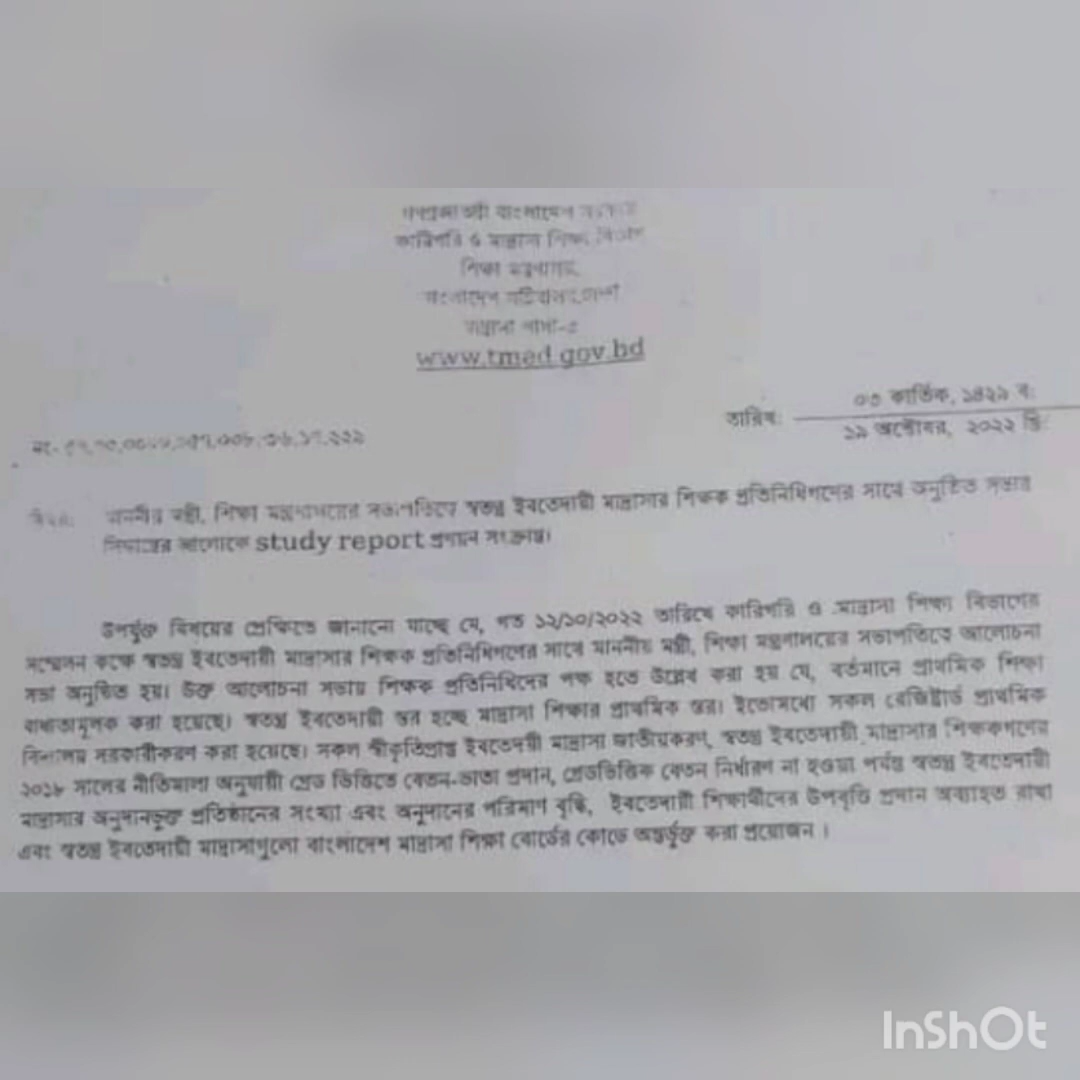 গণপ্রজাতন্ত্রী বাংলাদেশ সরকার
কারিগরি ও মাদ্রাসা শিক্ষা বিভাগ
শিক্ষা মন্ত্রণালয়
বাংলাদেশ সচিবালয়,ঢাকা
মাদ্রাসা শাখা-
www.tmed.gov.bd
০৩ কার্তিক, ১৪২৯ ব:
তারিখ:
১৯ অক্টোবর, ২০২২ খ্রি:
নং-
বিষয়: মাননীয় মন্ত্রী, শিক্ষা মন্ত্রণালয়ের সভাপতিত্বে স্বতন্ত্র ইবতেদায়ী মাদ্রাসার শিক্ষক প্রতিনিধিগণের সাথে অনুষ্ঠিত সভার
সিদ্ধান্তের আলোকে study report প্রণয়ন সংক্রান্ত।
উপর্যুক্ত বিষয়ের প্রেক্ষিতে জানানো যাচ্ছে যে, গত ১২/১০/২০২২ তারিখে কারিগরি ও মাদ্রাসা শিক্ষা বিভাগের
সম্মেলন কক্ষে স্বতন্ত্র ইবতেদায়ী মাদ্রাসার শিক্ষক প্রতিনিধিগণের সাথে মাননীয় মন্ত্রী, শিক্ষা মন্ত্রণালয়ের সভাপতিত্বে আলোচনা
সভা অনুষ্ঠিত হয়। উক্ত আলোচনা সভায় শিক্ষক প্রতিনিধিদের পক্ষ হতে উল্লেখ করা হয় যে, বর্তমানে প্রাথমিক শিক্ষা
বাধ্যতামূলক করা হয়েছে। স্বতন্ত্র ইবতেদায়ী স্তর হচ্ছে মাদ্রাসা শিক্ষার প্রাথমিক স্তর। ইতোমধ্যে সকল রেজিষ্টার্ড প্রাথমিক
বিদ্যালয় সরকারীকরণ করা হয়েছে। সকল স্বীকৃতিপ্রাপ্ত ইবতেদায়ী মাদ্রাসা জাতীয়করণ, স্বতন্ত্র ইবতেদায়ী মাদ্রাসার শিক্ষকগণের
২০১৮ সালের নীতিমালা অনুযায়ী গ্রেড ভিত্তিতে বেতন-ভাতা প্রদান, গ্রেডভিত্তিক বেতন নির্ধারণ না হওয়া পর্যন্ত স্বতন্ত্র ইবতেদায়ী
মাদ্রাসার অনুদানভুক্ত প্রতিষ্ঠানের সংখ্যা এবং অনুদানের পরিমাণ বৃদ্ধি, ইবতেদায়ী শিক্ষার্থীদের উপবৃত্তি প্রদান অব্যাহত রাখা
এবং স্বতন্ত্র ইবতেদায়ী মাদ্রাসাগুলো বাংলাদেশ মাদ্রাসা শিক্ষা বোর্ডের কোডে অন্তর্ভুক্ত করা প্রয়োজন ।
InShOt